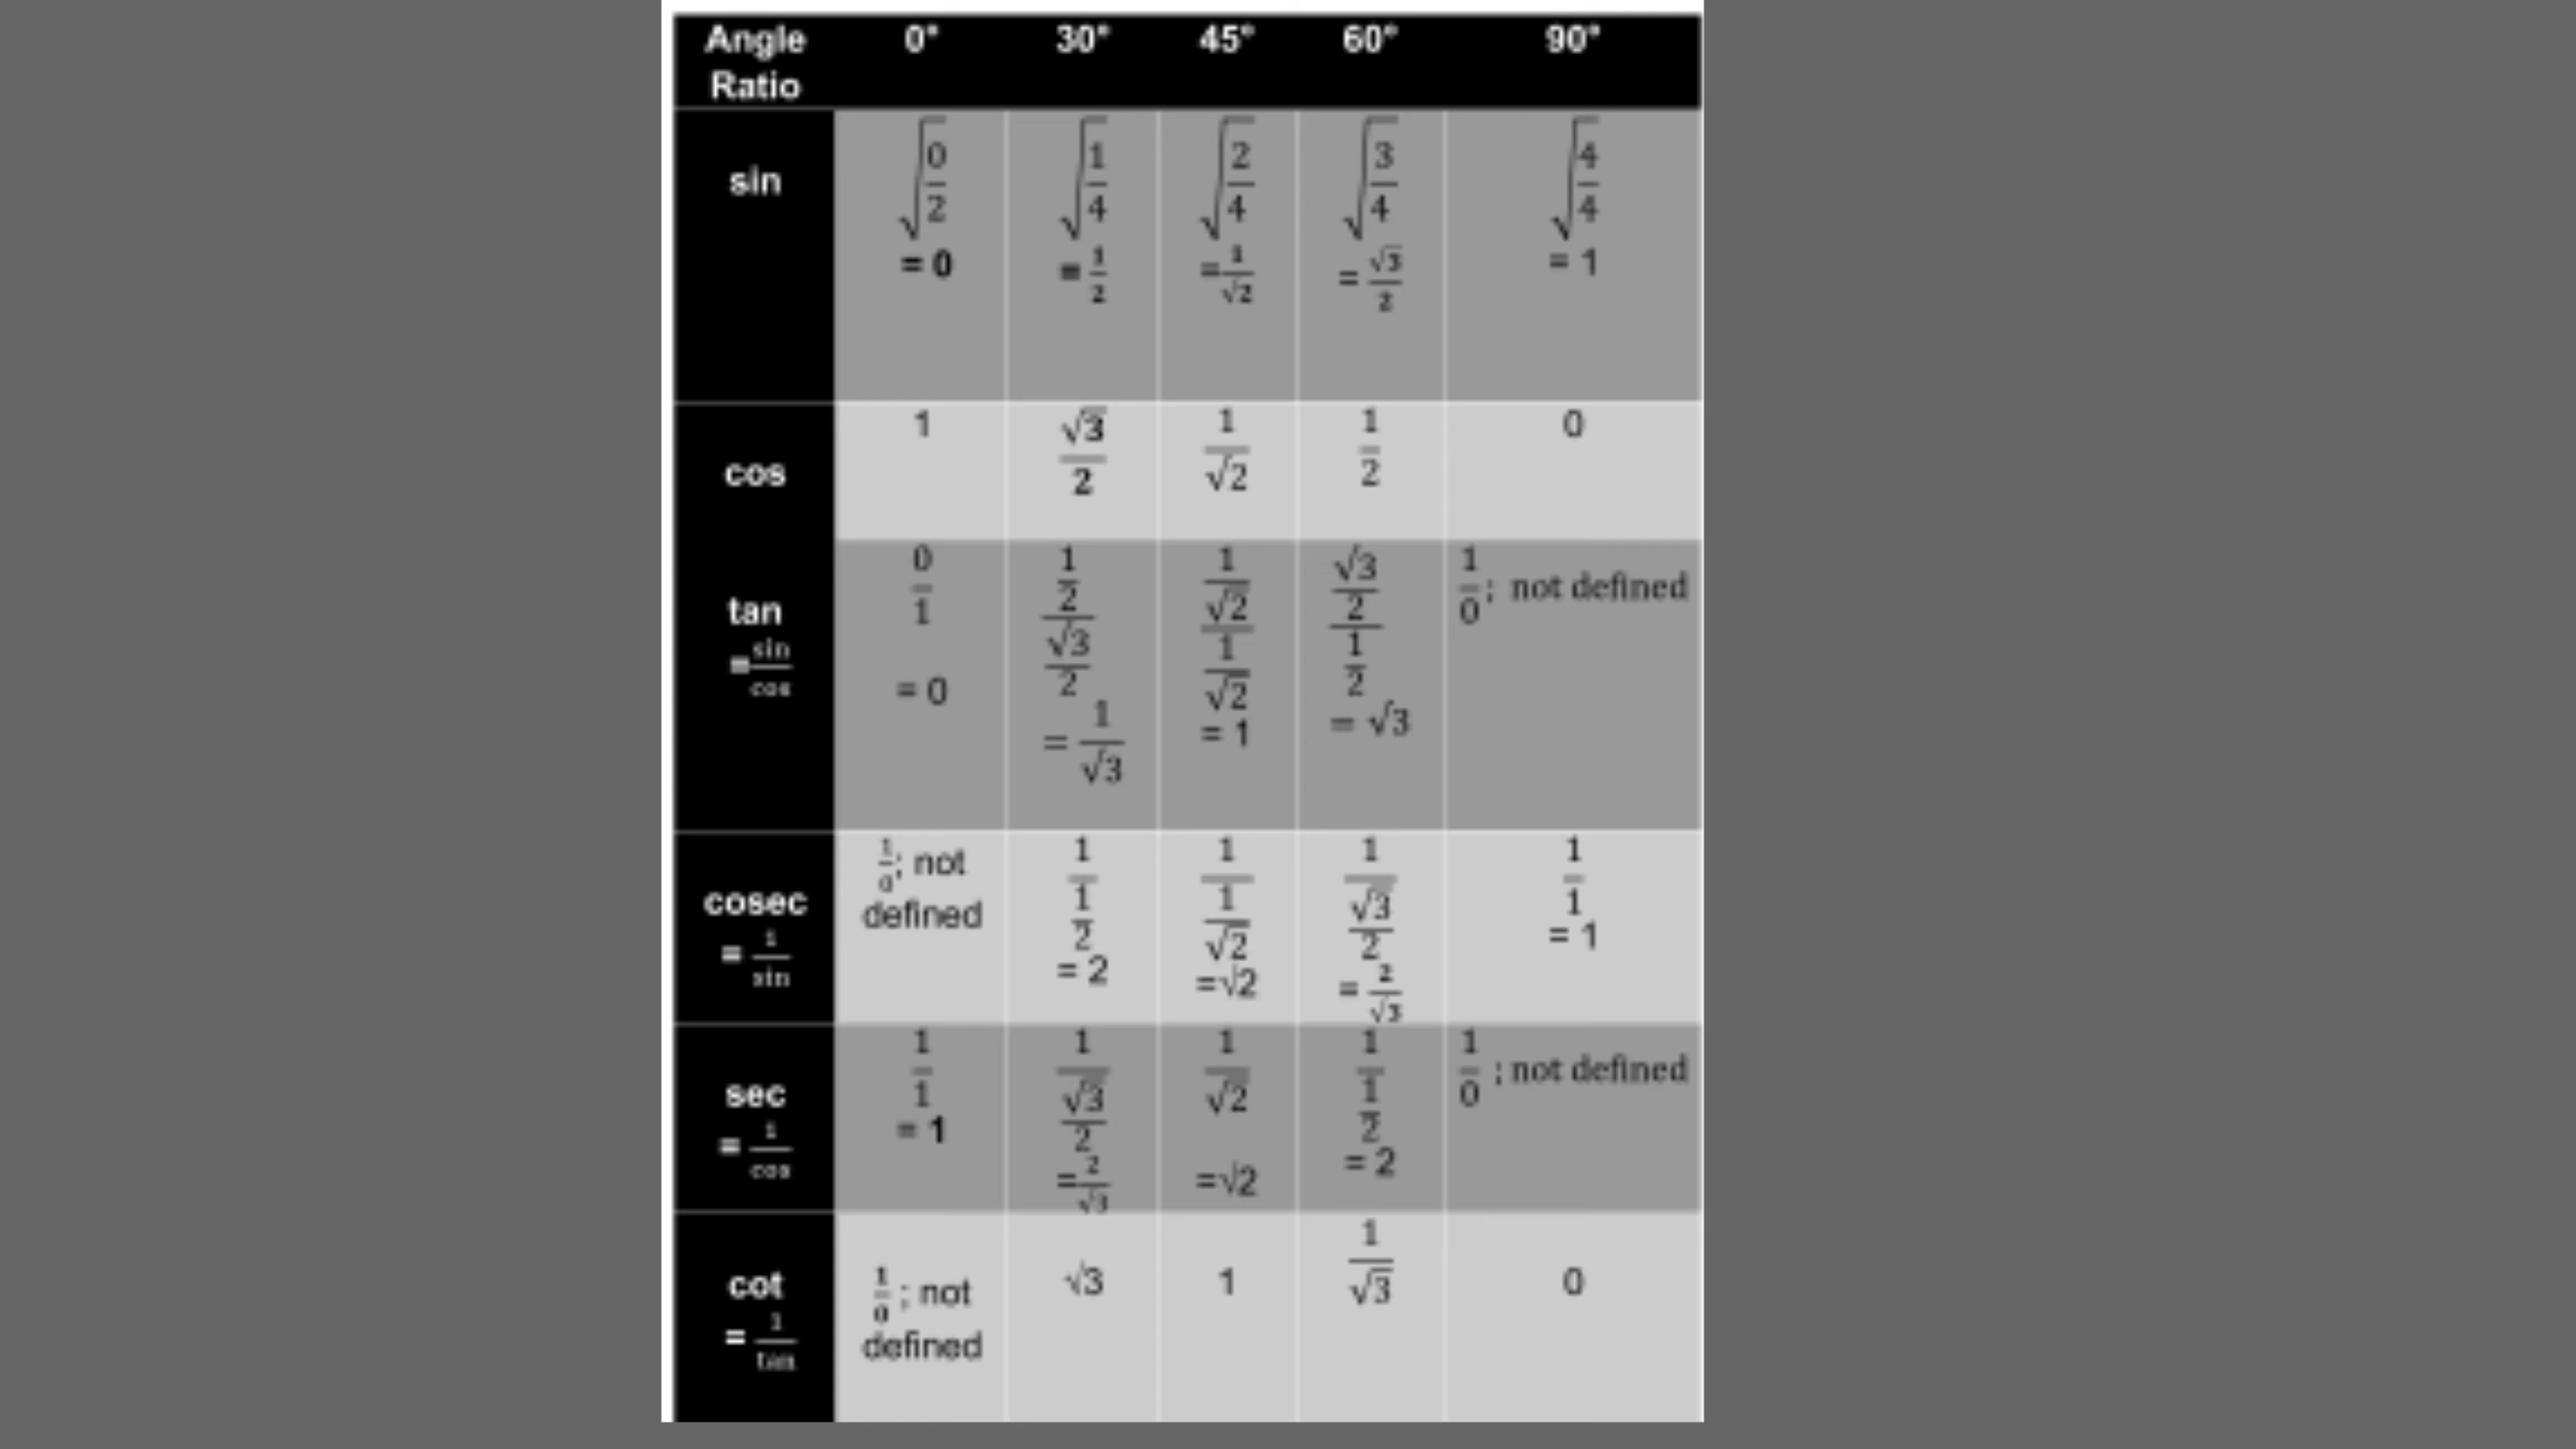 Angle Ratio 0° 30° 45° 60° 90°
sin √(0/2) = 0 √(1/4) = 1/2 √(2/4) = 1/√2 √(3/4) = √3/2 √(4/4) = 1
cos 1 √3/2 1/√2 1/2 0
tan = sin/cos 0/1 = 0 (1/2)/(√3/2) = 1/√3 (1/√2)/(1/√2) = 1 (√3/2)/(1/2) = √3 1/0; not defined
cosec = 1/sin 1/0; not defined 1/(1/2) = 2 1/(1/√2) =√2 1/(√3/2) = 2/√3 1/1 = 1
sec = 1/cos 1/1 = 1 1/(√3/2) = 2/√3 1/√2 =√2 1/(1/2) = 2 1/0 ; not defined
cot = 1/tan 1/0 ; not defined √3 1 1/√3 0